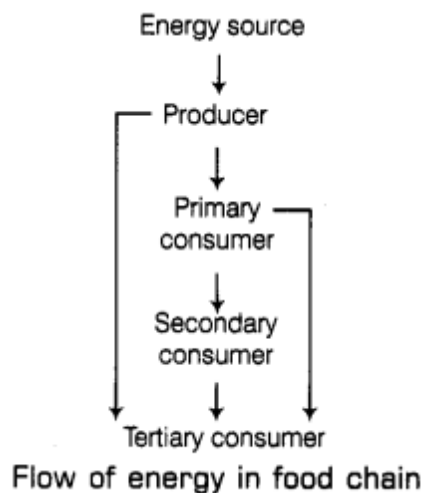 Energy source
Producer
Primary
consumer
Secondary
consumer
Tertiary consumer
Flow of energy in food chain